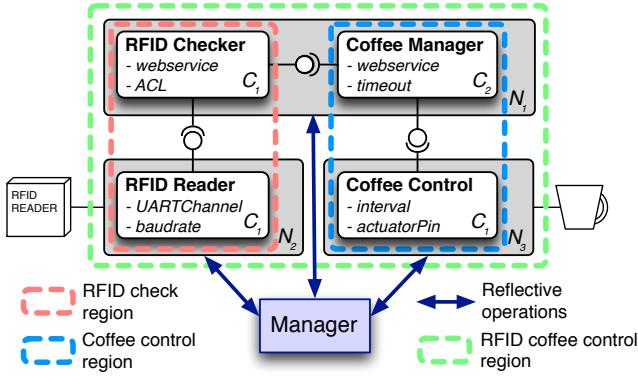 RFID Checker
- webservice
- ACL
C1
Coffee Manager
- webservice
- timeout
C2
N1
RFID READER
RFID Reader
- UARTChannel
- baudrate
C1
N2
Coffee Control
- interval
- actuatorPin
C1
N3
RFID check
region
Coffee control
region
Manager
Reflective
operations
RFID coffee control
region